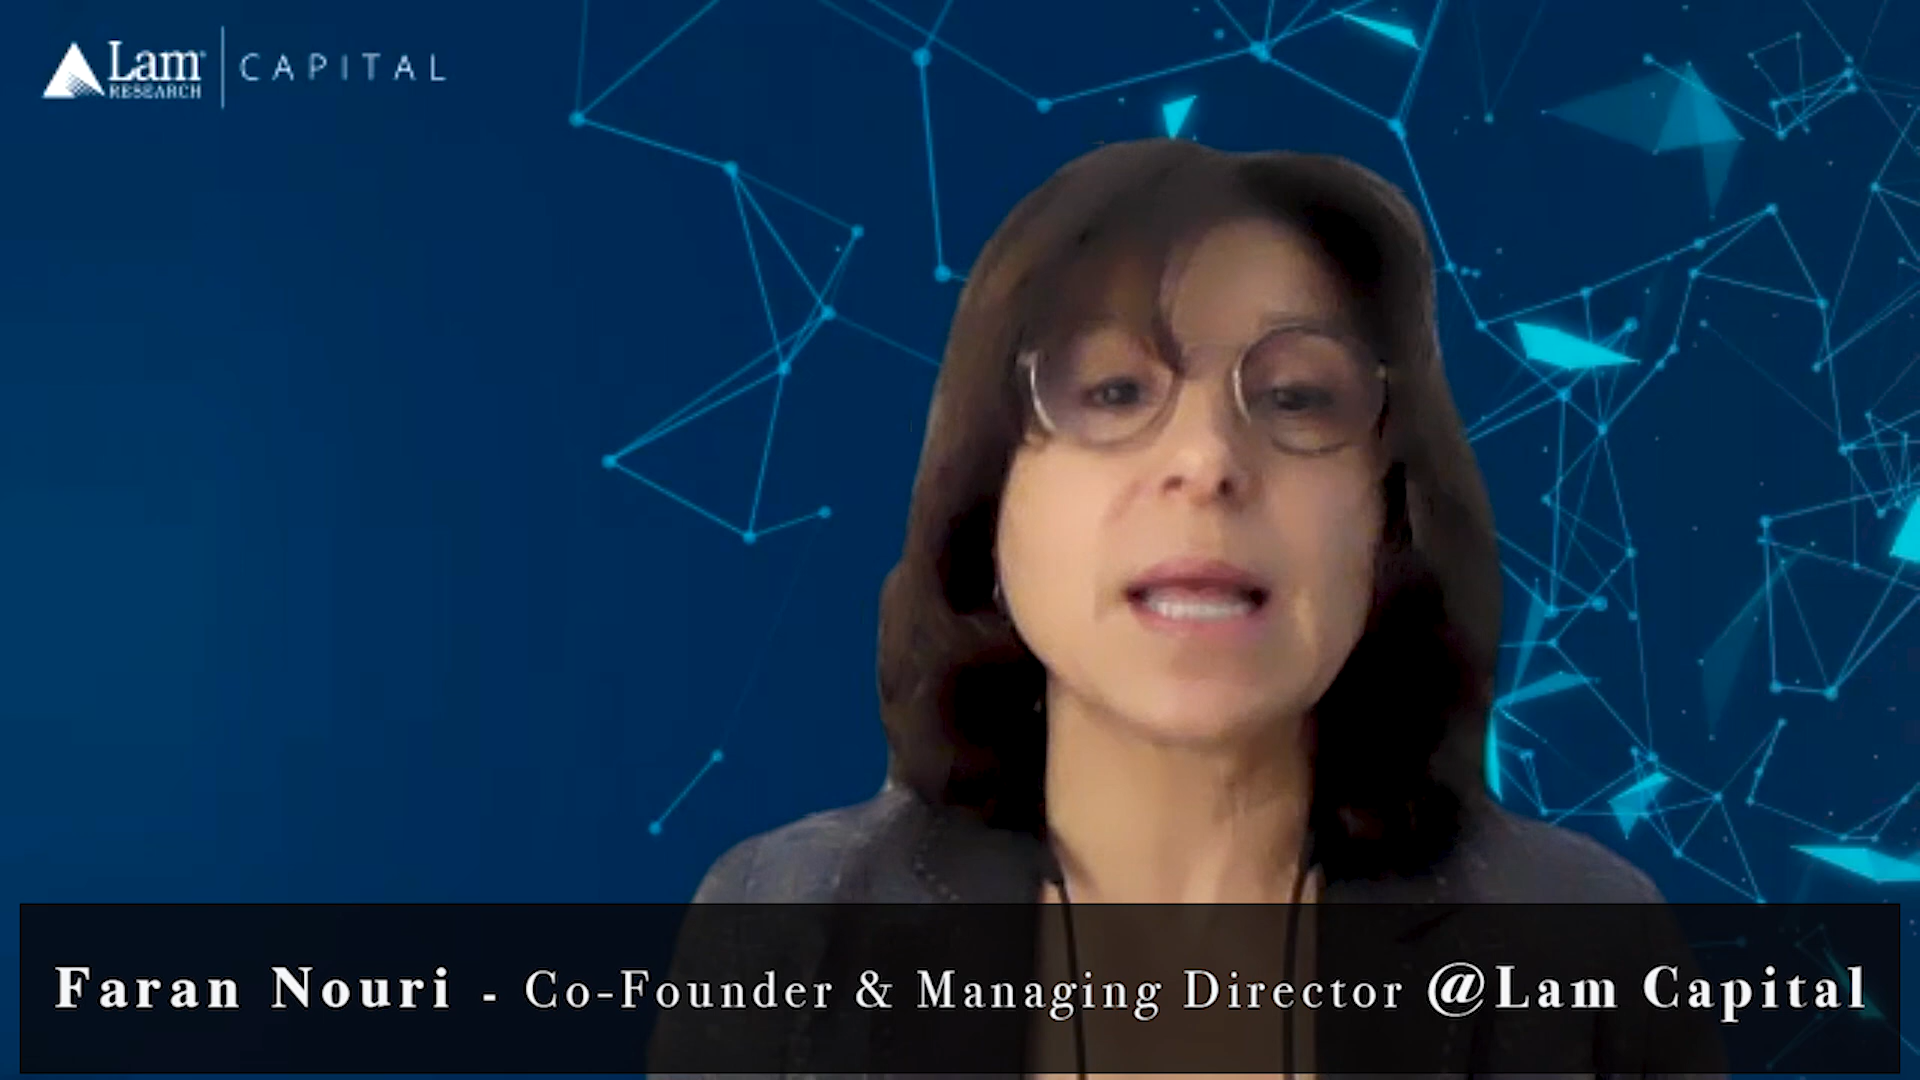 Lam
RESEARCH
CAPITAL
Faran Nouri - Co-Founder & Managing Director @Lam Capital